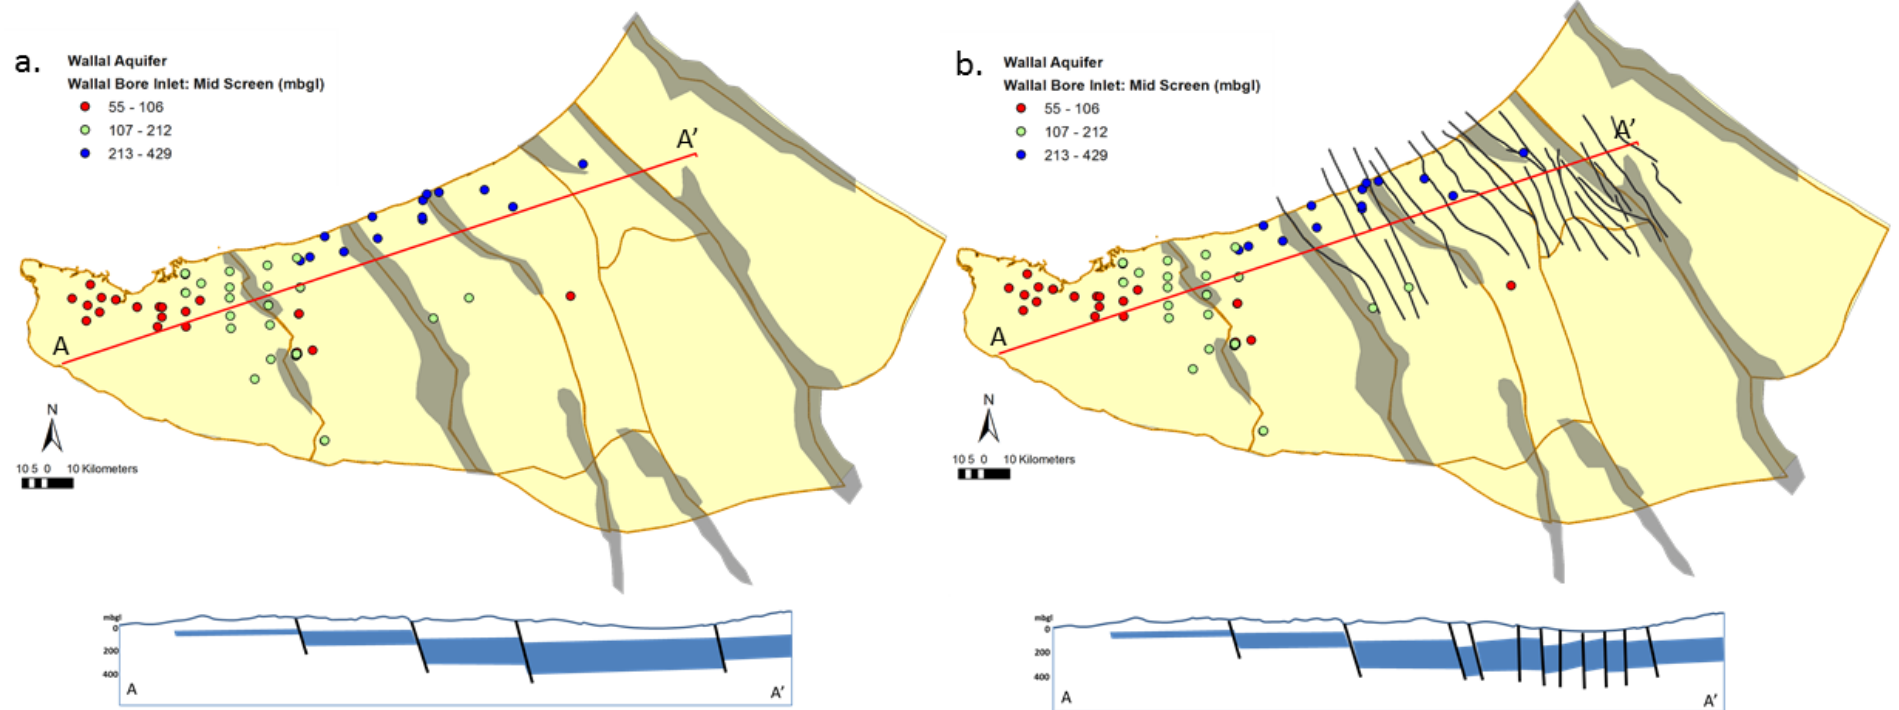 a.
Wallal Aquifer
Wallal Bore Inlet: Mid Screen (mbgl)
55 - 106
107 - 212
213 - 429
A
A’
N
10 5 0 10 Kilometers
mbgl
0
200
400
A
A’
b.
Wallal Aquifer
Wallal Bore Inlet: Mid Screen (mbgl)
55 - 106
107 - 212
213 - 429
A
A’
N
10 5 0 10 Kilometers
mbgl
0
200
400
A
A’